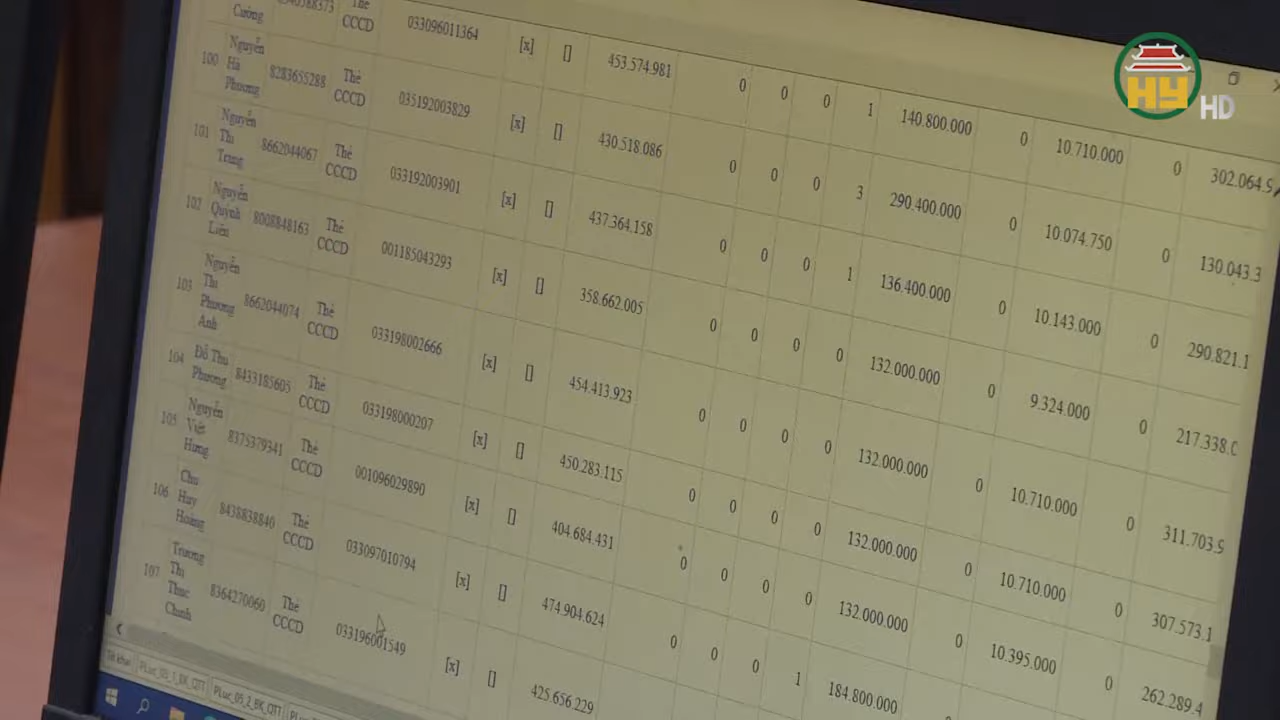 Cường Thẻ CCCD 033096011364 [x] [] 453.574.981 0 0 0 1 140.800.000 0 10.710.000 0 302.064.9
100 Nguyễn Hà Phương 8283655288 Thẻ CCCD 035192003829 [x] [] 430.518.086 0 0 0 3 290.400.000 0 10.074.750 0 130.043.3
101 Nguyễn Thị Trang 8662044067 Thẻ CCCD 033192003901 [x] [] 437.364.158 0 0 0 1 136.400.000 0 10.143.000 0 290.821.1
102 Nguyễn Quỳnh Liên 8008848163 Thẻ CCCD 001185043293 [x] [] 358.662.005 0 0 0 0 132.000.000 0 9.324.000 0 217.338.0
103 Nguyễn Thị Phương Anh 8662044074 Thẻ CCCD 033198002666 [x] [] 454.413.923 0 0 0 0 132.000.000 0 10.710.000 0 311.703.9
104 Đỗ Thu Phương 8433185605 Thẻ CCCD 033198000207 [x] [] 450.283.115 0 0 0 0 132.000.000 0 10.710.000 0 307.573.1
105 Nguyễn Việt Hưng 8375379341 Thẻ CCCD 001096029890 [x] [] 404.684.431 0 0 0 0 132.000.000 0 10.395.000 0 262.289.4
106 Chu Huy Hoàng 8438838840 Thẻ CCCD 033097010794 [x] [] 474.904.624 0 0 0 1 184.800.000
107 Trương Thị Thục Chinh 8364270060 Thẻ CCCD 033196001549 [x] [] 425.656.229
Tờ khai PLuc_05_1_BK_QTT PLuc_05_2_BK_QTT
HY HD